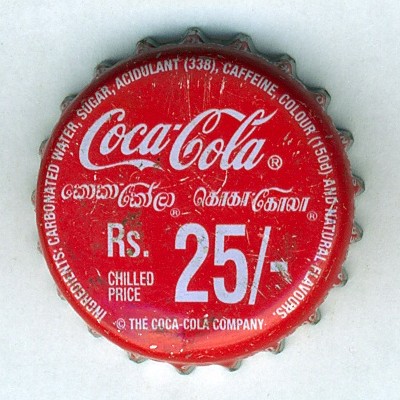 INGREDIENTS: CARBONATED WATER, SUGAR, ACIDULANT (338), CAFFEINE, COLOUR (150d) AND NATURAL FLAVOURS.
Coca-Cola ®
කොකා කෝලා ® கொகா கோலா ®
Rs. 25/-
CHILLED
PRICE
© THE COCA-COLA COMPANY